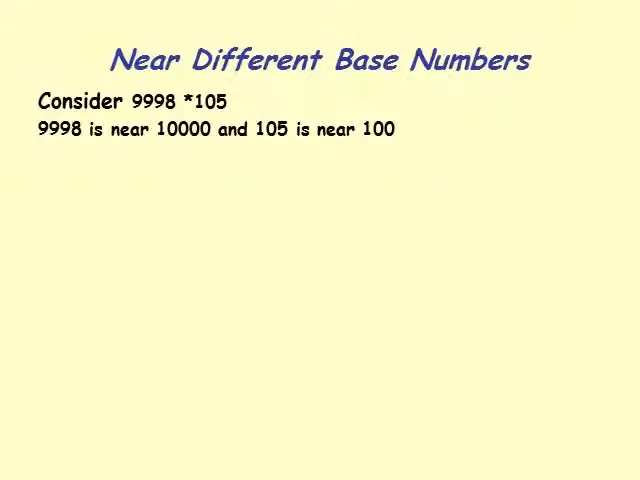 Near Different Base Numbers
Consider 9998 *105
9998 is near 10000 and 105 is near 100